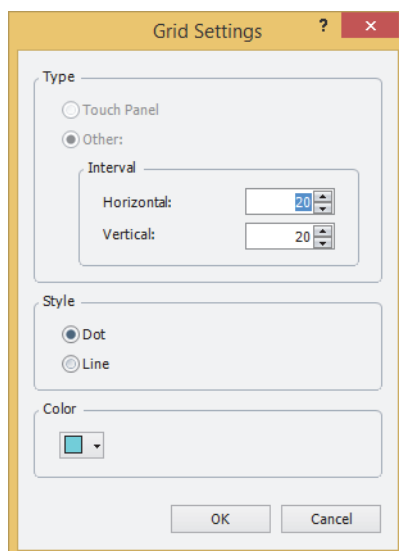 Grid Settings ? ×
Type
Touch Panel
Other:
Interval
Horizontal: 20
Vertical: 20
Style
Dot
Line
Color
OK Cancel